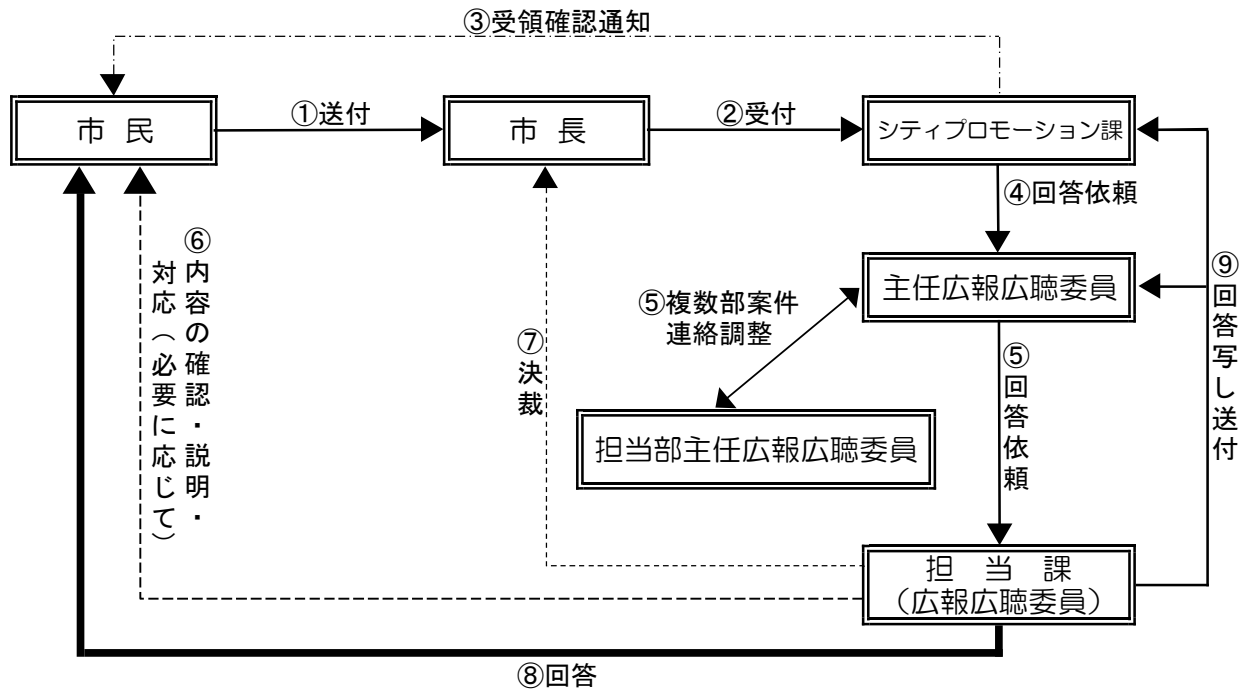 ③受領確認通知
市 民
①送付
市 長
②受付
シティプロモーション課
④回答依頼
主任広報広聴委員
⑤複数部案件
連絡調整
担当部主任広報広聴委員
⑤回答依頼
⑥内容の確認・説明・
対応（必要に応じて）
⑦決裁
⑨回答写し送付
担 当 課
（広報広聴委員）
⑧回答